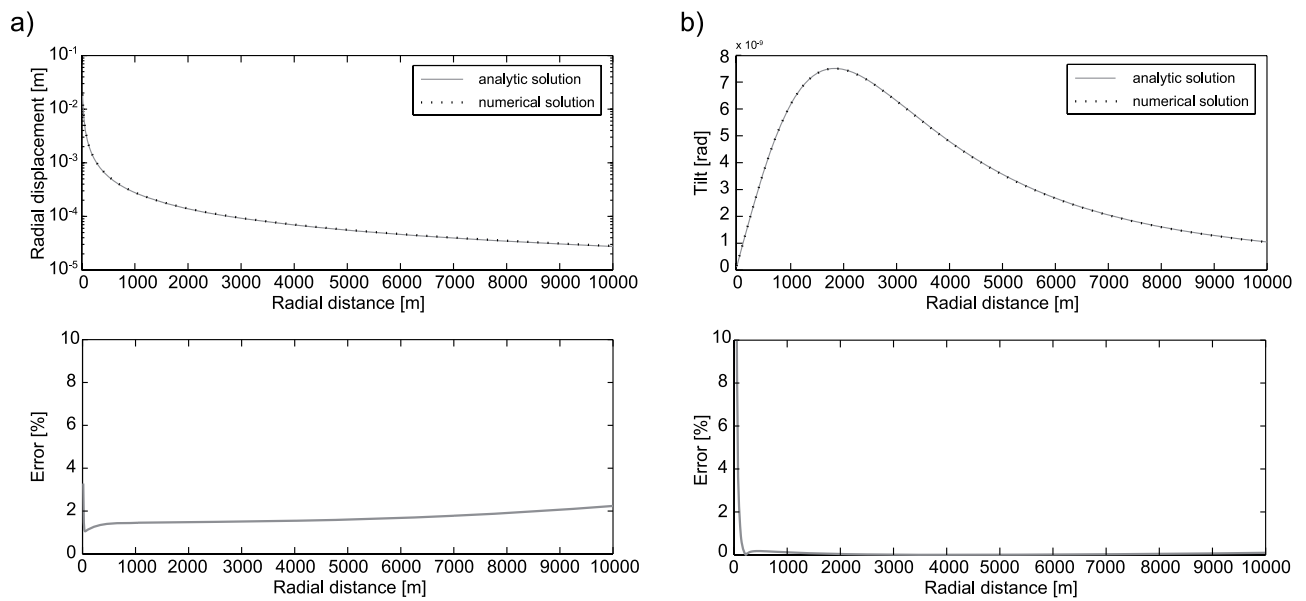 a)
10^-1
10^-2
10^-3
10^-4
10^-5
Radial displacement [m]
analytic solution
numerical solution
0 1000 2000 3000 4000 5000 6000 7000 8000 9000 10000
Radial distance [m]
10
8
6
4
2
0
Error [%]
0 1000 2000 3000 4000 5000 6000 7000 8000 9000 10000
Radial distance [m]
b)
x 10^-9
8
7
6
5
4
3
2
1
0
Tilt [rad]
analytic solution
numerical solution
0 1000 2000 3000 4000 5000 6000 7000 8000 9000 10000
Radial distance [m]
10
8
6
4
2
0
Error [%]
0 1000 2000 3000 4000 5000 6000 7000 8000 9000 10000
Radial distance [m]